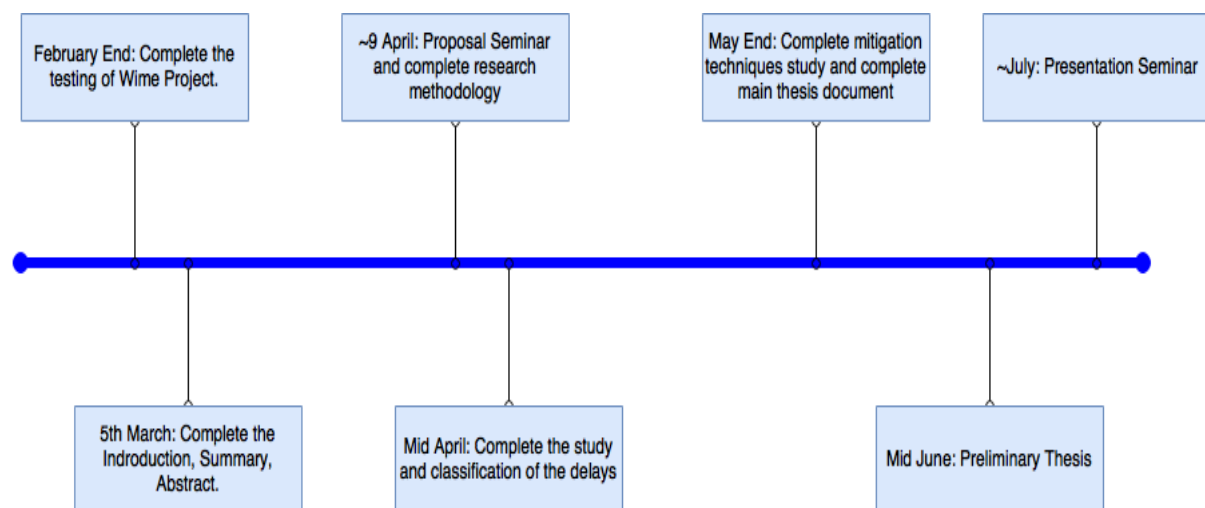 February End: Complete the
testing of Wime Project.
~9 April: Proposal Seminar
and complete research
methodology
May End: Complete mitigation
techniques study and complete
main thesis document
~July: Presentation Seminar
5th March: Complete the
Indroduction, Summary,
Abstract.
Mid April: Complete the study
and classification of the delays
Mid June: Preliminary Thesis